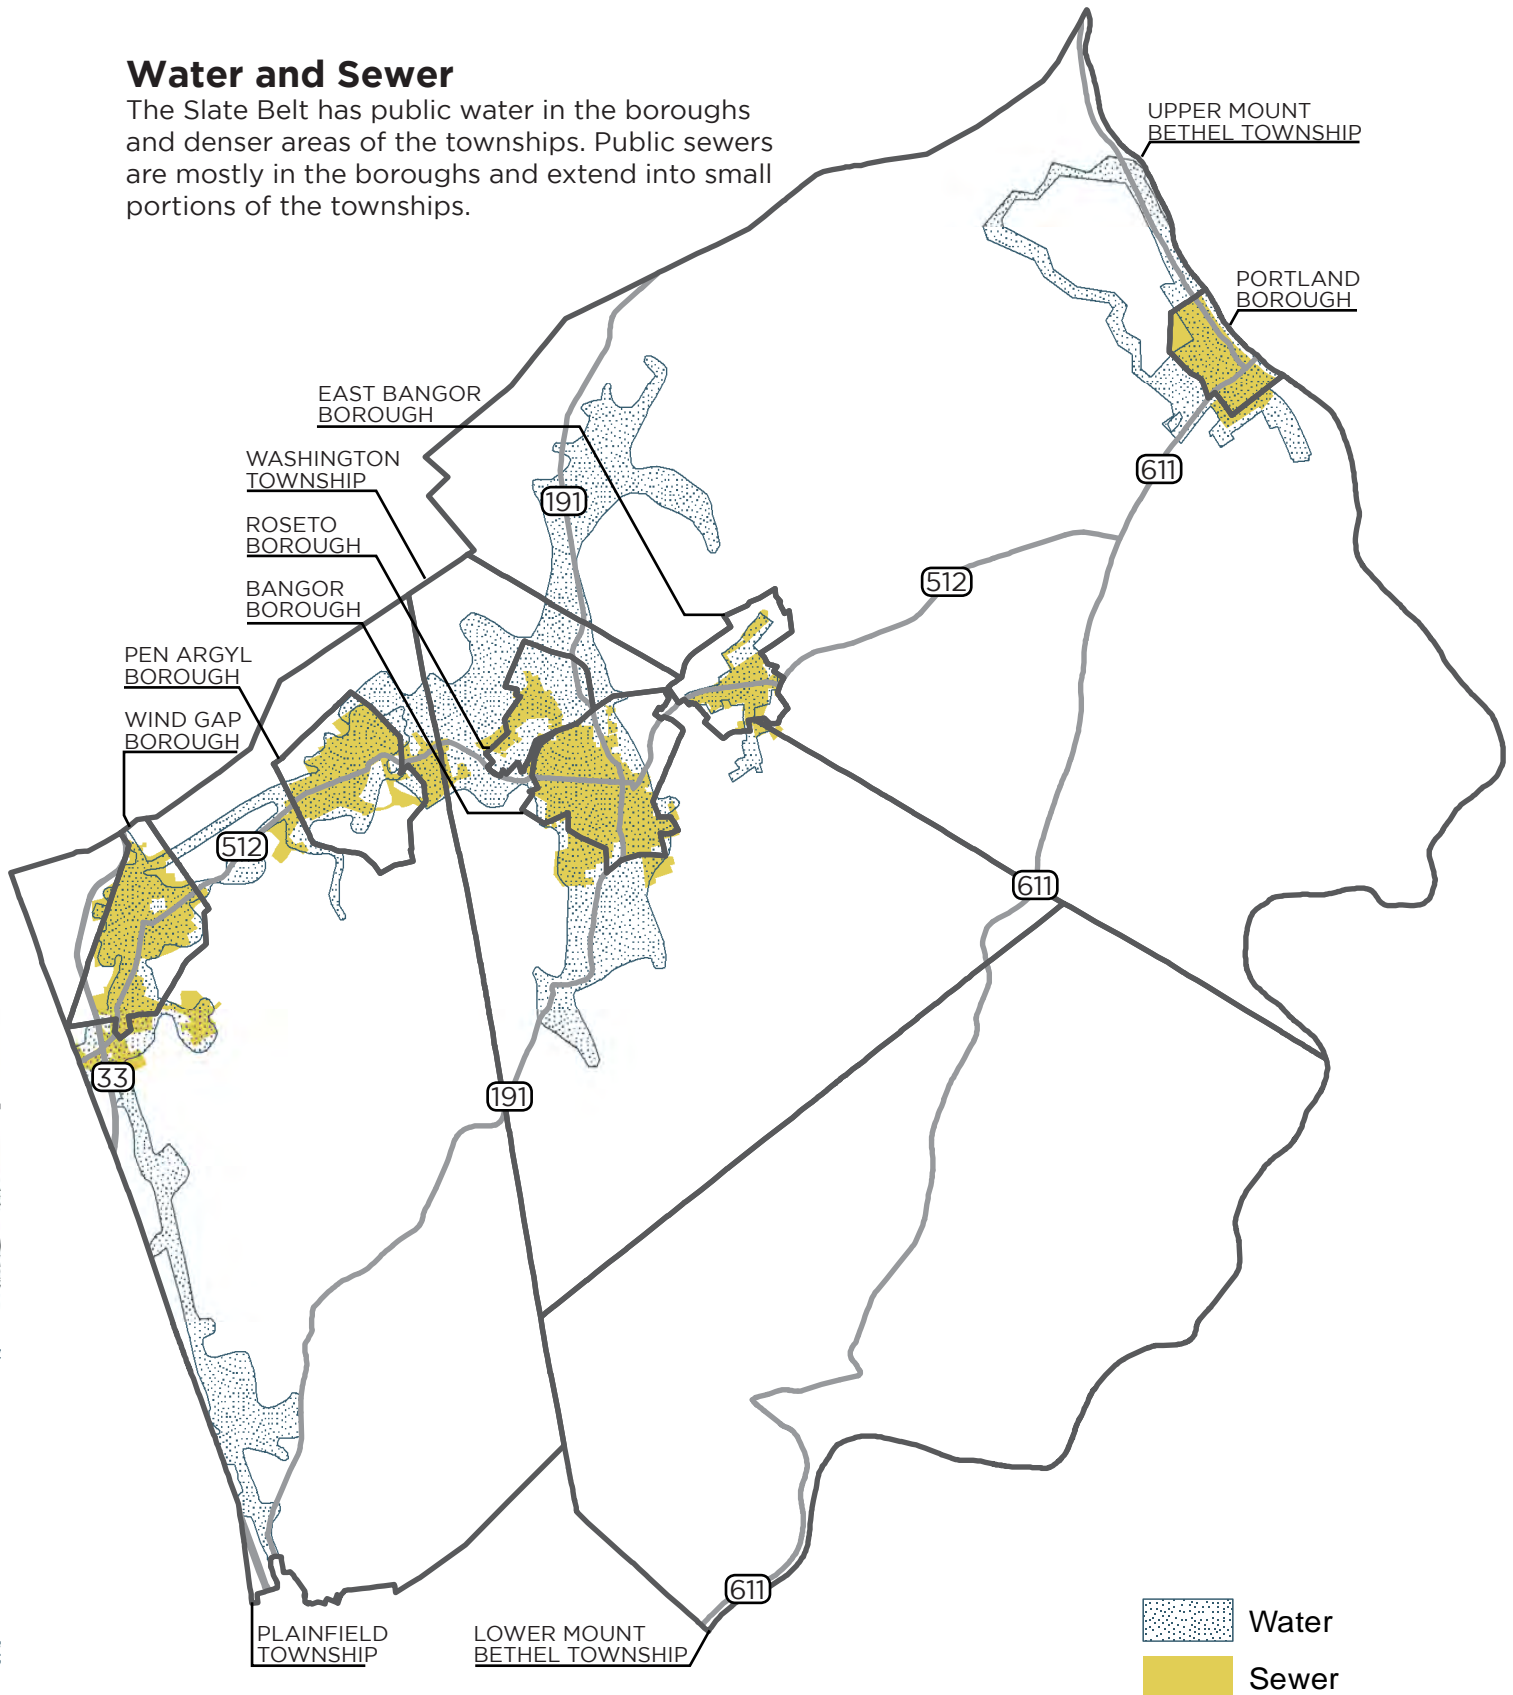 Water and Sewer
The Slate Belt has public water in the boroughs
and denser areas of the townships. Public sewers
are mostly in the boroughs and extend into small
portions of the townships.
UPPER MOUNT
BETHEL TOWNSHIP
PORTLAND
BOROUGH
EAST BANGOR
BOROUGH
WASHINGTON
TOWNSHIP
ROSETO
BOROUGH
BANGOR
BOROUGH
PEN ARGYL
BOROUGH
WIND GAP
BOROUGH
611
191
512
512
611
33
191
611
PLAINFIELD
TOWNSHIP
LOWER MOUNT
BETHEL TOWNSHIP
Water
Sewer